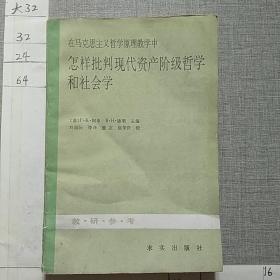 大32
32
24
64
在马克思主义哲学原理教学中
怎样批判现代资产阶级哲学
和社会学
主编
教·研·参·考
求实出版社
16